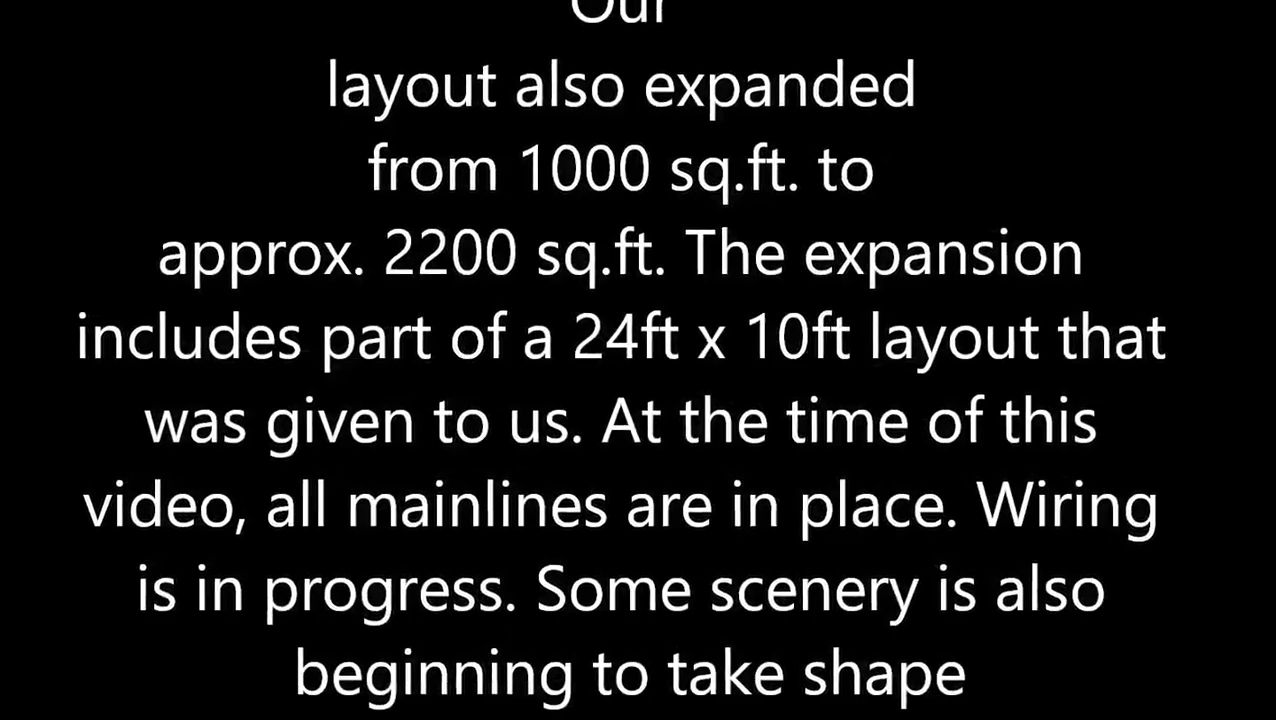 Our
layout also expanded
from 1000 sq.ft. to
approx. 2200 sq.ft. The expansion
includes part of a 24ft x 10ft layout that
was given to us. At the time of this
video, all mainlines are in place. Wiring
is in progress. Some scenery is also
beginning to take shape